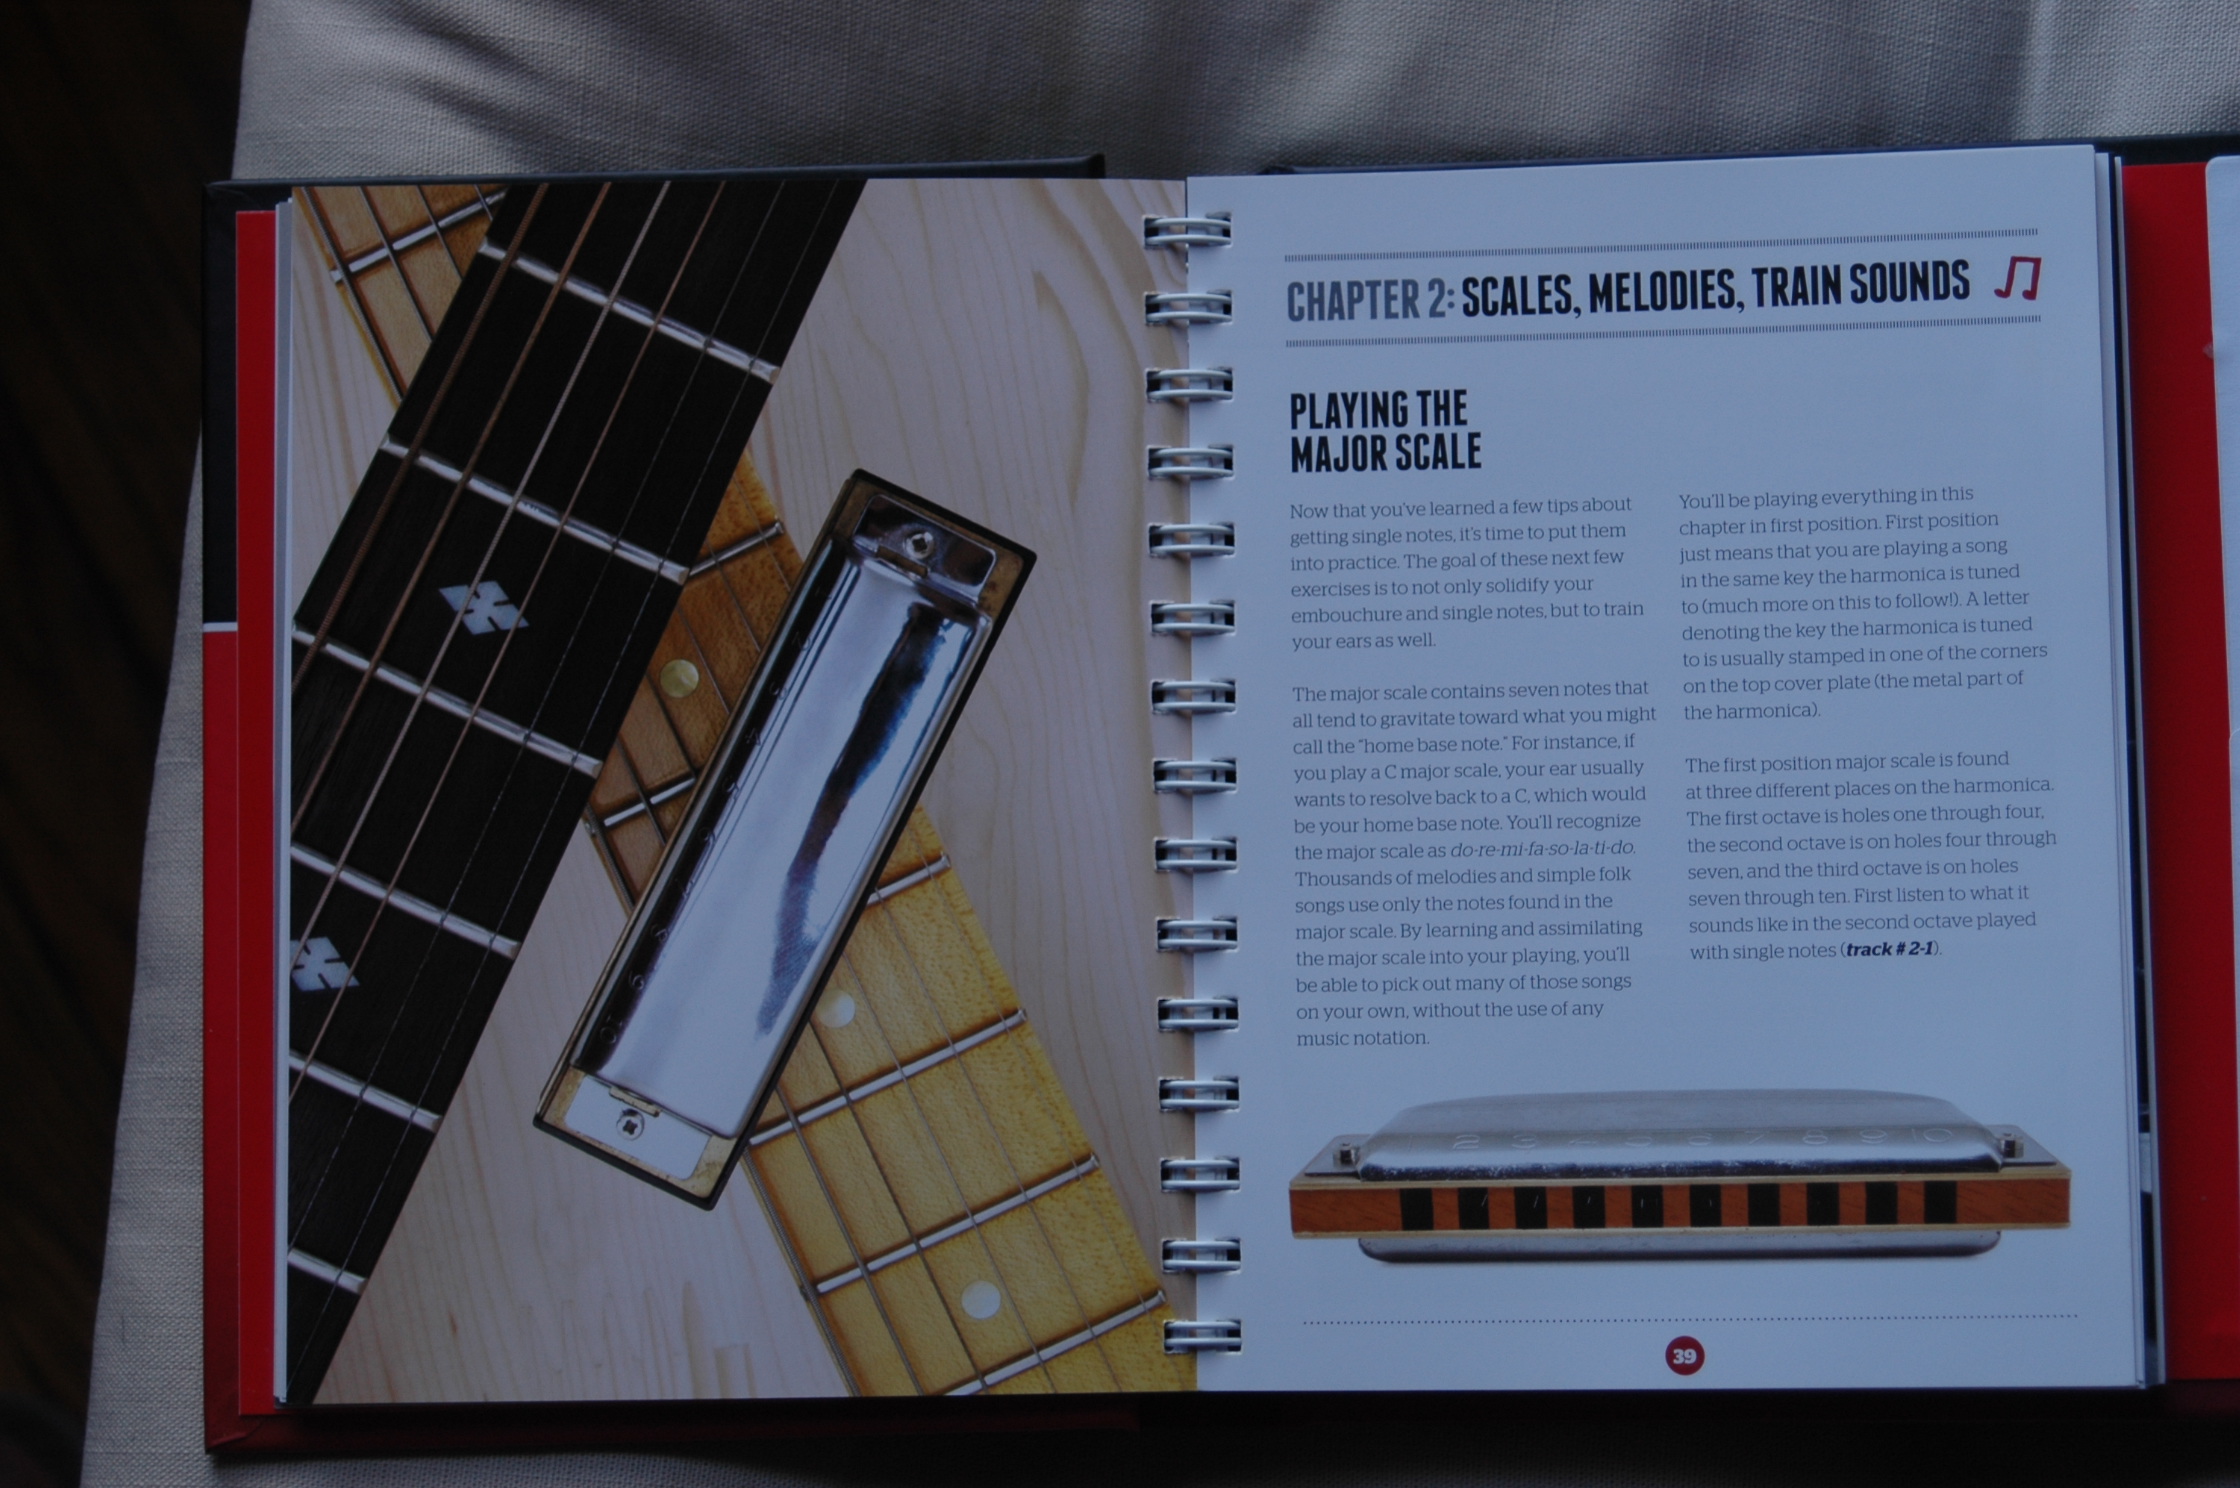 CHAPTER 2: SCALES, MELODIES, TRAIN SOUNDS
PLAYING THE
MAJOR SCALE
Now that you've learned a few tips about
getting single notes, it's time to put them
into practice. The goal of these next few
exercises is to not only solidify your
embouchure and single notes, but to train
your ears as well.
The major scale contains seven notes that
all tend to gravitate toward what you might
call the "home base note." For instance, if
you play a C major scale, your ear usually
wants to resolve back to a C, which would
be your home base note. You'll recognize
the major scale as do-re-mi-fa-so-la-ti-do.
Thousands of melodies and simple folk
songs use only the notes found in the
major scale. By learning and assimilating
the major scale into your playing, you'll
be able to pick out many of those songs
on your own, without the use of any
music notation.
You'll be playing everything in this
chapter in first position. First position
just means that you are playing a song
in the same key the harmonica is tuned
to (much more on this to follow!). A letter
denoting the key the harmonica is tuned
to is usually stamped in one of the corners
on the top cover plate (the metal part of
the harmonica).
The first position major scale is found
at three different places on the harmonica.
The first octave is holes one through four,
the second octave is on holes four through
seven, and the third octave is on holes
seven through ten. First listen to what it
sounds like in the second octave played
with single notes (track # 2-1).
2 3 4 5 6 7 8 9 10
39